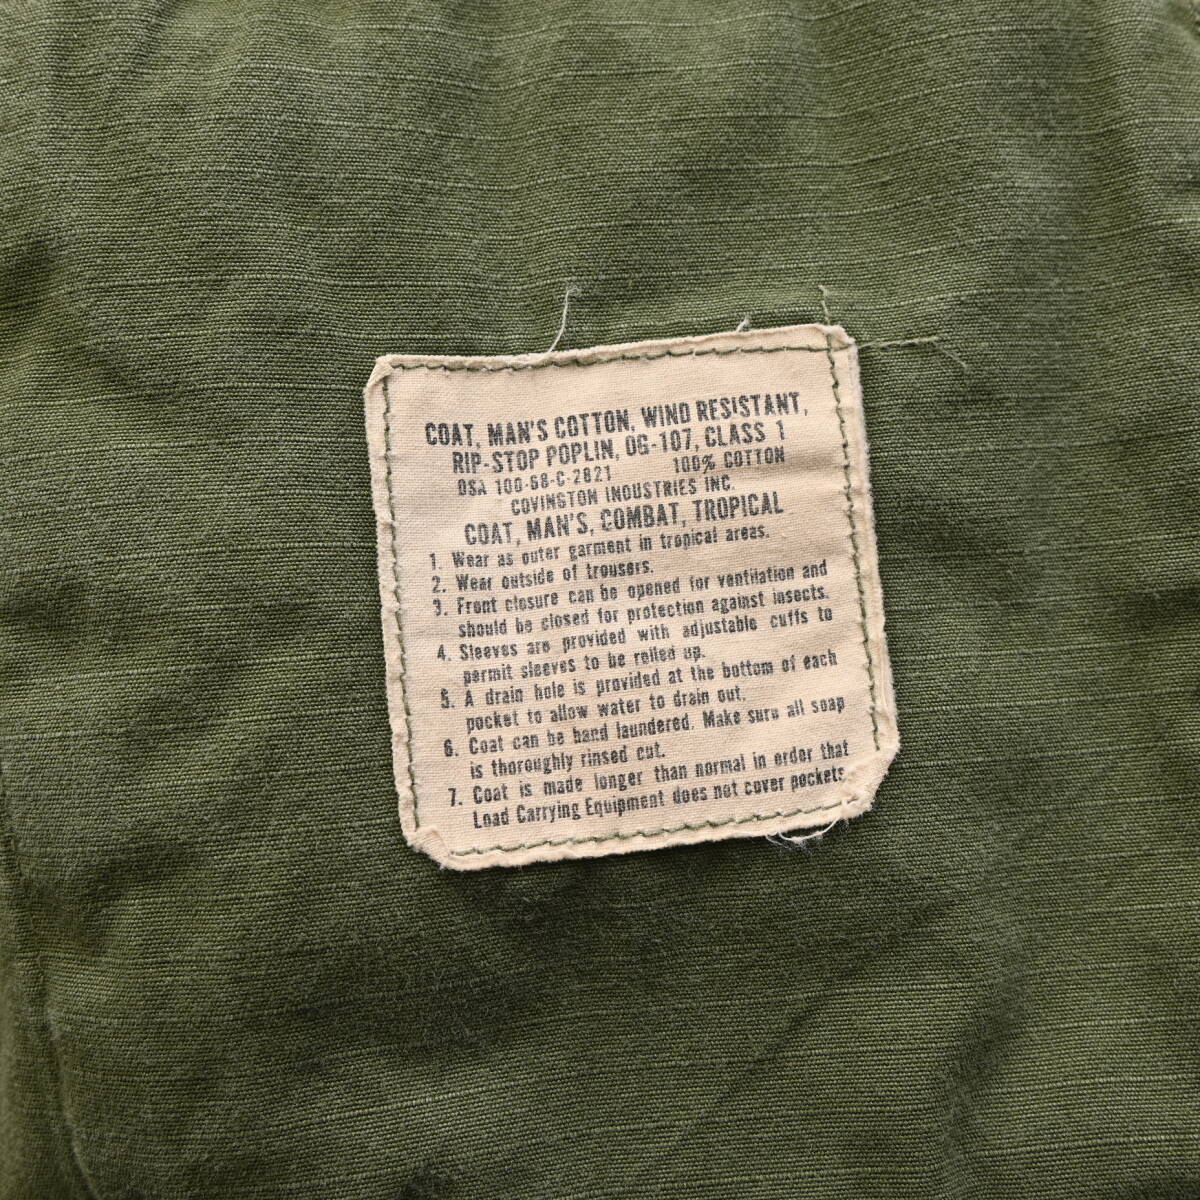 COAT, MAN'S COTTON, WIND RESISTANT,
RIP-STOP POPLIN, OG-107, CLASS 1
DSA 100-68-C-2821 100% COTTON
COVINGTON INDUSTRIES INC.
COAT, MAN'S, COMBAT, TROPICAL
1. Wear as outer garment in tropical areas.
2. Wear outside of trousers.
3. Front closure can be opened for ventilation and
should be closed for protection against insects.
4. Sleeves are provided with adjustable cuffs to
permit sleeves to be rolled up.
5. A drain hole is provided at the bottom of each
pocket to allow water to drain out.
6. Coat can be hand laundered. Make sure all soap
is thoroughly rinsed out.
7. Coat is made longer than normal in order that
Load Carrying Equipment does not cover pockets.